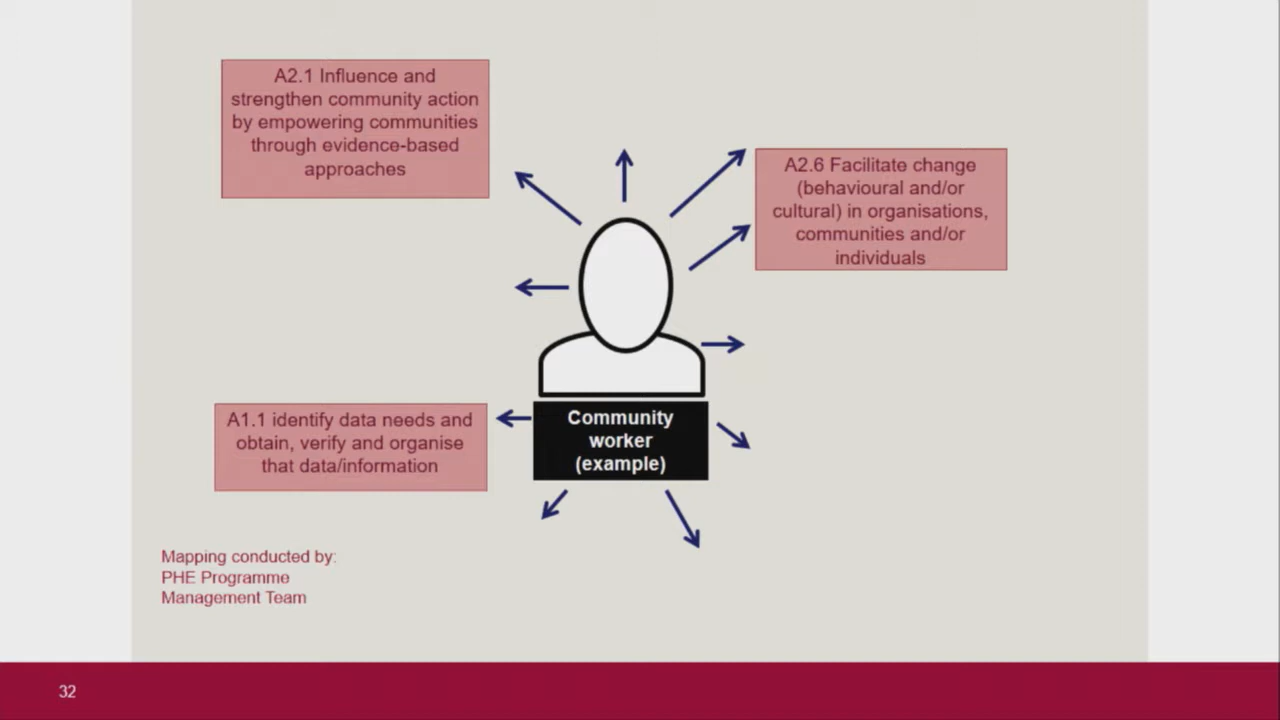 A2.1 Influence and
strengthen community action
by empowering communities
through evidence-based
approaches
A2.6 Facilitate change
(behavioural and/or
cultural) in organisations,
communities and/or
individuals
A1.1 identify data needs and
obtain, verify and organise
that data/information
Community
worker
(example)
Mapping conducted by:
PHE Programme
Management Team
32